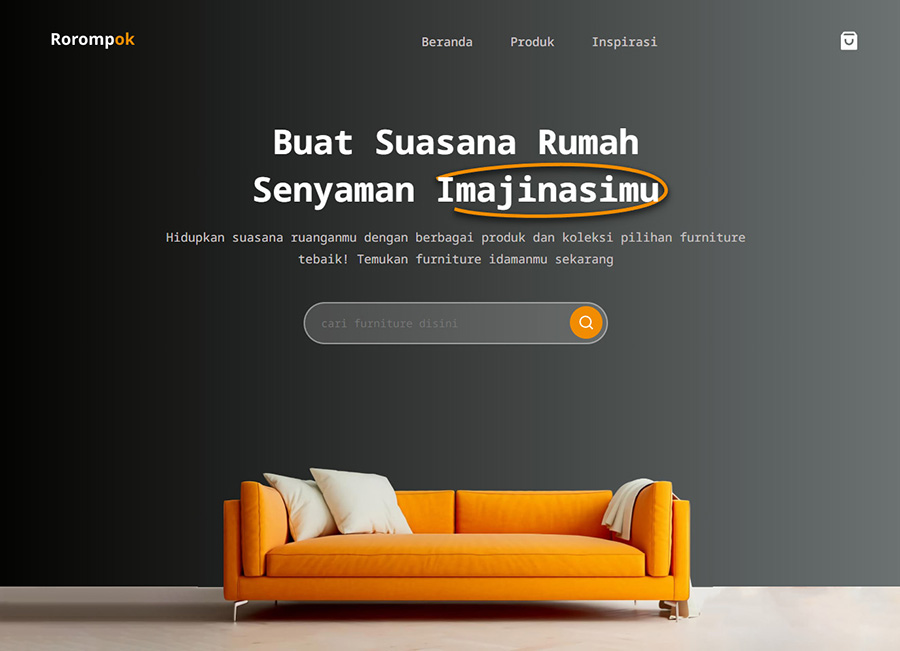 Rorompok
Beranda Produk Inspirasi
Buat Suasana Rumah
Senyaman Imajinasimu
Hidupkan suasana ruanganmu dengan berbagai produk dan koleksi pilihan furniture
tebaik! Temukan furniture idamanmu sekarang
cari furniture disini